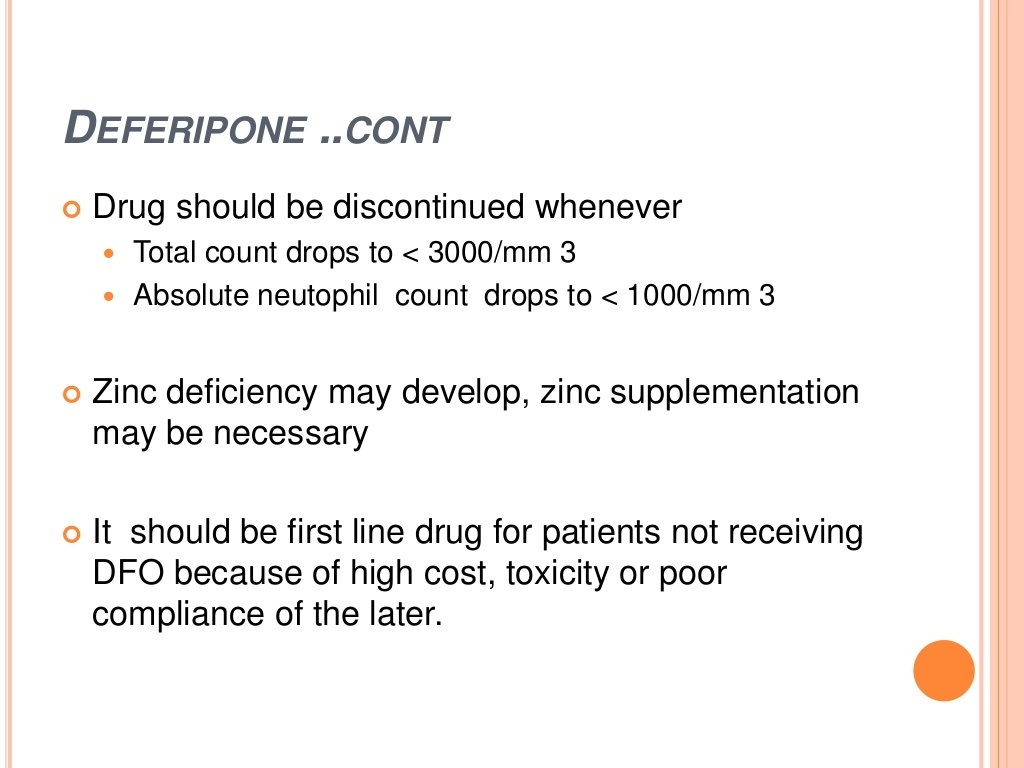 DEFERIPONE ..CONT
Drug should be discontinued whenever
Total count drops to < 3000/mm 3
Absolute neutophil count drops to < 1000/mm 3
Zinc deficiency may develop, zinc supplementation
may be necessary
It should be first line drug for patients not receiving
DFO because of high cost, toxicity or poor
compliance of the later.